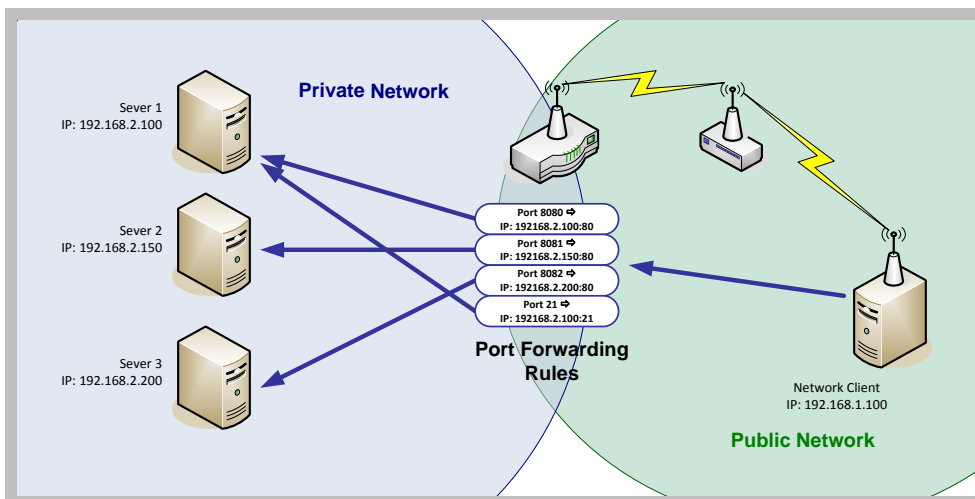 Private Network
Sever 1
IP: 192.168.2.100
Sever 2
IP: 192.168.2.150
Sever 3
IP: 192.168.2.200
Port 8080 ⇨
IP: 192168.2.100:80
Port 8081 ⇨
IP: 192168.2.150:80
Port 8082 ⇨
IP: 192168.2.200:80
Port 21 ⇨
IP: 192168.2.100:21
Port Forwarding
Rules
Network Client
IP: 192.168.1.100
Public Network